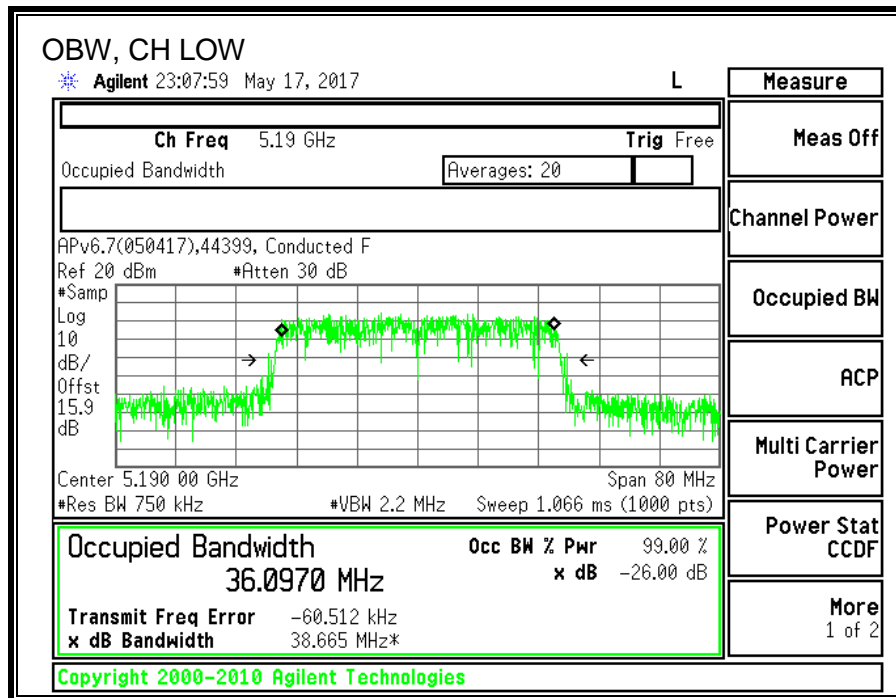 OBW, CH LOW
Agilent 23:07:59 May 17, 2017 L
Measure
Ch Freq 5.19 GHz Trig Free
Occupied Bandwidth Averages: 20
APv6.7(050417),44399, Conducted F
Ref 20 dBm #Atten 30 dB
#Samp
Log
10
dB/
Offst
15.9
dB
Center 5.190 00 GHz Span 80 MHz
#Res BW 750 kHz #VBW 2.2 MHz Sweep 1.066 ms (1000 pts)
Occupied Bandwidth Occ BW % Pwr 99.00 %
36.0970 MHz x dB -26.00 dB
Transmit Freq Error -60.512 kHz
x dB Bandwidth 38.665 MHz*
Copyright 2000-2010 Agilent Technologies
Meas Off
Channel Power
Occupied BW
ACP
Multi Carrier
Power
Power Stat
CCDF
More
1 of 2